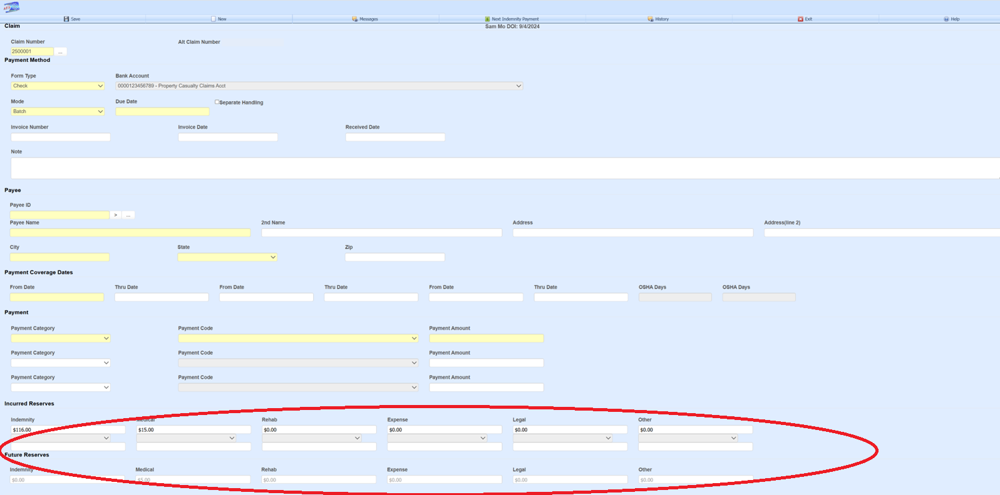 Save New Messages Next Indemnity Payment History Exit Help
Claim Sam Mo DOI: 9/4/2024
Claim Number Alt Claim Number
2500001 ...
Payment Method
Form Type Bank Account
Check 0000123456789 - Property Casualty Claims Acct
Mode Due Date Separate Handling
Batch
Invoice Number Invoice Date Received Date
Note
Payee
Payee ID
> ...
Payee Name 2nd Name Address Address(line 2)
City State Zip
Payment Coverage Dates
From Date Thru Date From Date Thru Date From Date Thru Date OSHA Days OSHA Days
Payment
Payment Category Payment Code Payment Amount
Payment Category Payment Code Payment Amount
Payment Category Payment Code Payment Amount
Incurred Reserves
Indemnity Medical Rehab Expense Legal Other
$116.00 $15.00 $0.00 $0.00 $0.00 $0.00
Future Reserves
Indemnity Medical Rehab Expense Legal Other
$0.00 $5.00 $0.00 $0.00 $0.00 $0.00